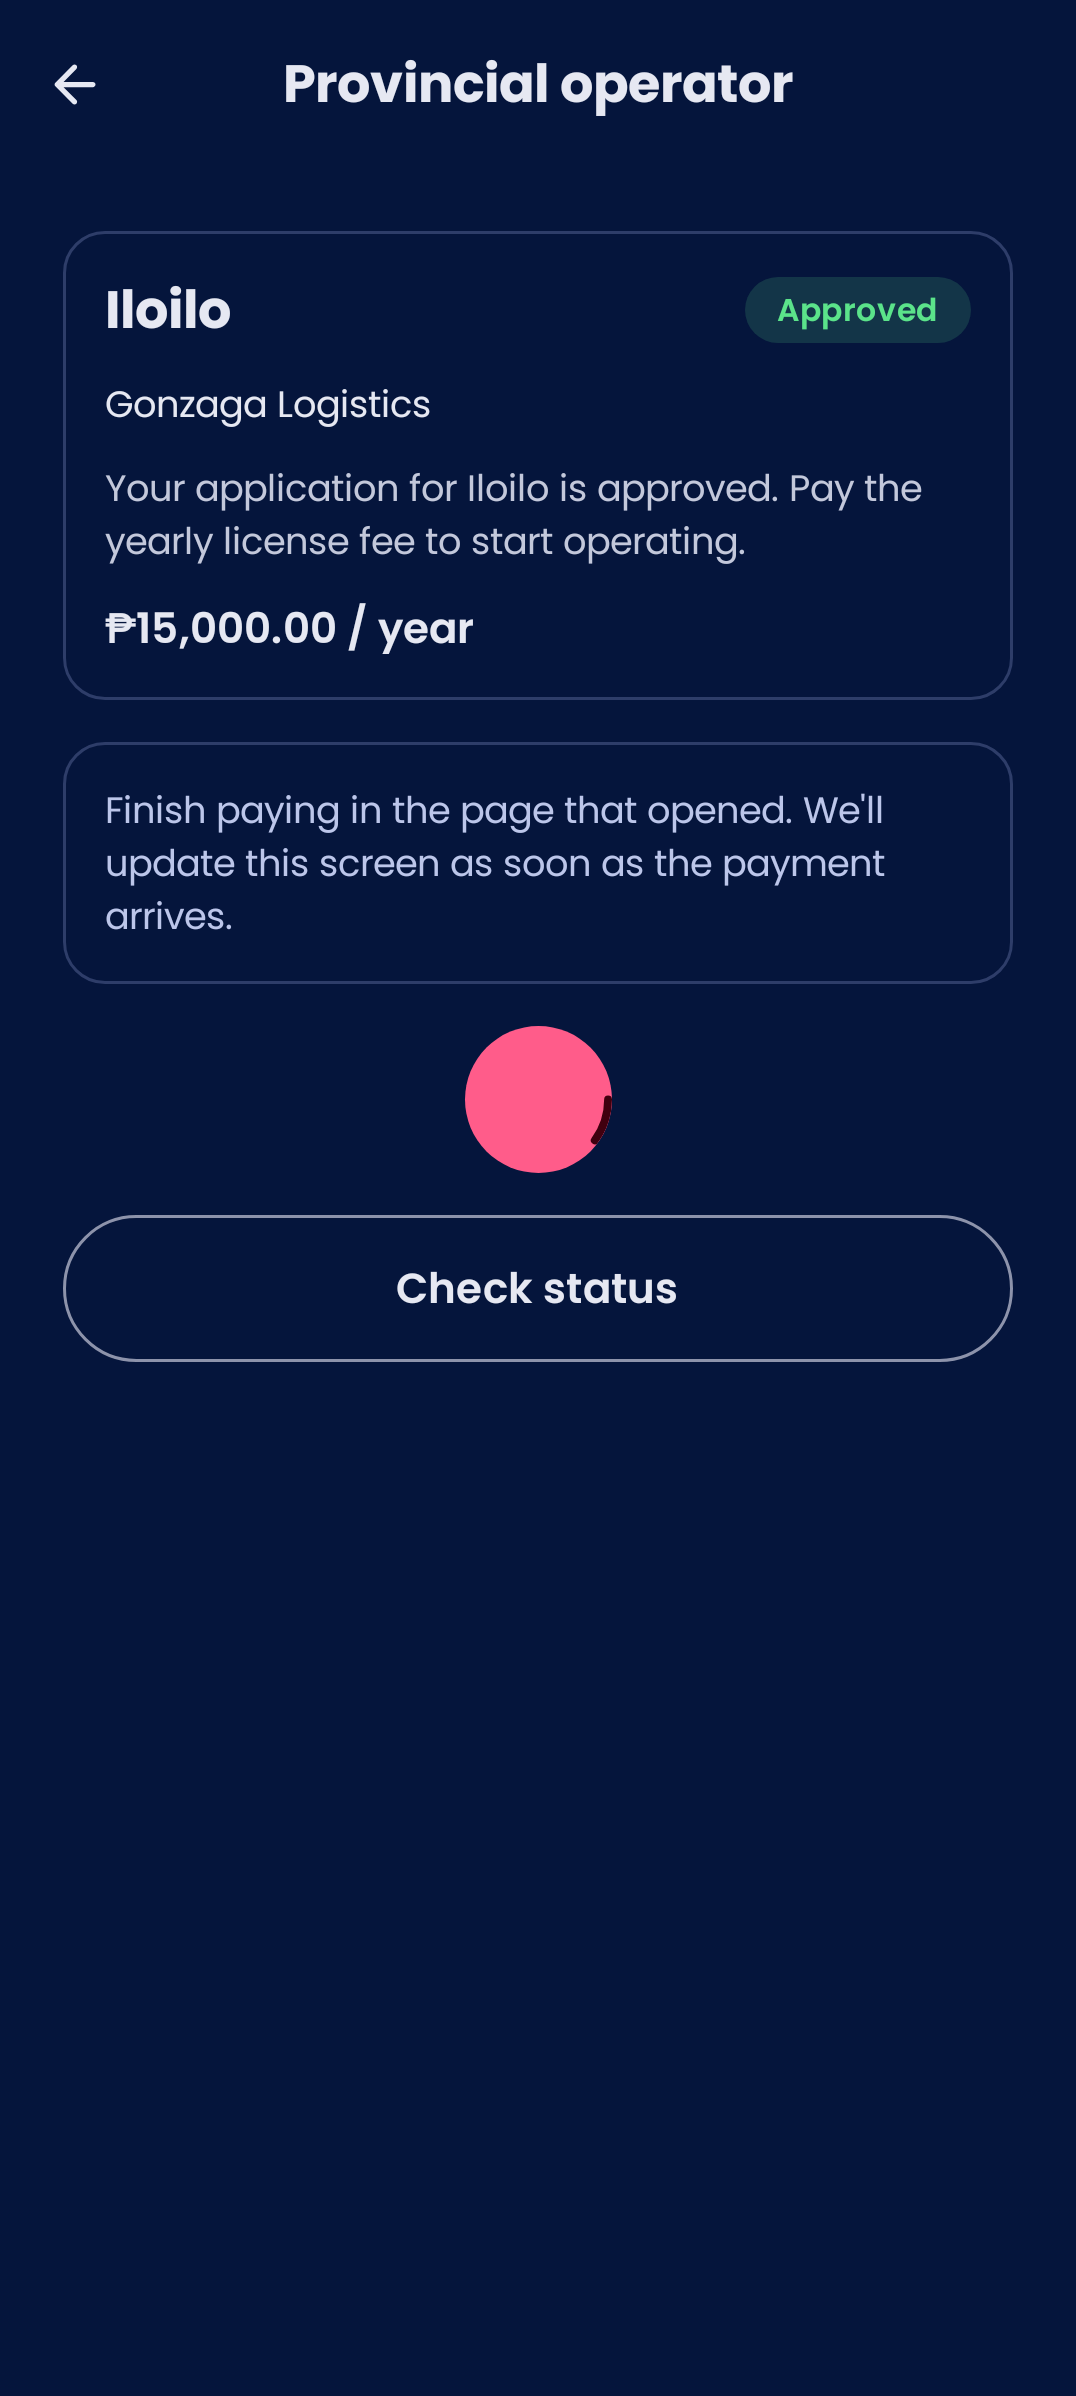 Provincial operator
Iloilo
Approved
Gonzaga Logistics
Your application for Iloilo is approved. Pay the
yearly license fee to start operating.
₱15,000.00 / year
Finish paying in the page that opened. We'll
update this screen as soon as the payment
arrives.
Check status